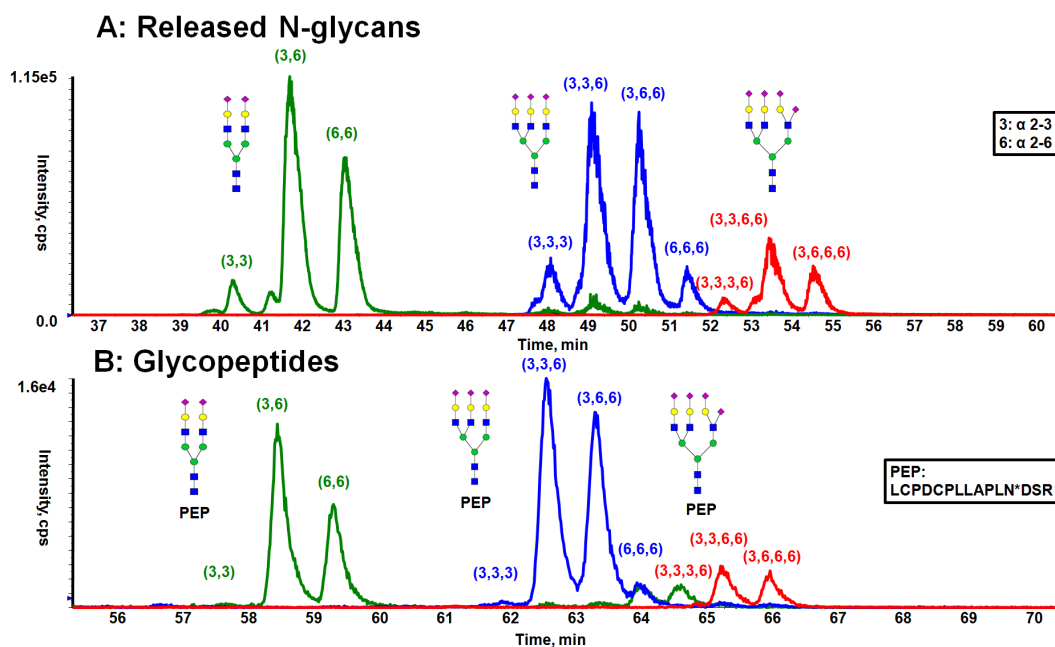 A: Released N-glycans
1.15e5
Intensity, cps
0.0
(3,3)
(3,6)
(6,6)
(3,3,3)
(3,3,6)
(3,6,6)
(6,6,6)
(3,3,3,6)
(3,3,6,6)
(3,6,6,6)
3: α 2-3
6: α 2-6
37 38 39 40 41 42 43 44 45 46 47 48 49 50 51 52 53 54 55 56 57 58 59 60
Time, min
B: Glycopeptides
1.6e4
Intensity, cps
(3,3)
(3,6)
(6,6)
PEP
(3,3,3)
(3,3,6)
(3,6,6)
(6,6,6)
PEP
(3,3,3,6)
(3,3,6,6)
(3,6,6,6)
PEP
PEP:
LCPDCPLLAPLN*DSR
56 57 58 59 60 61 62 63 64 65 66 67 68 69 70
Time, min